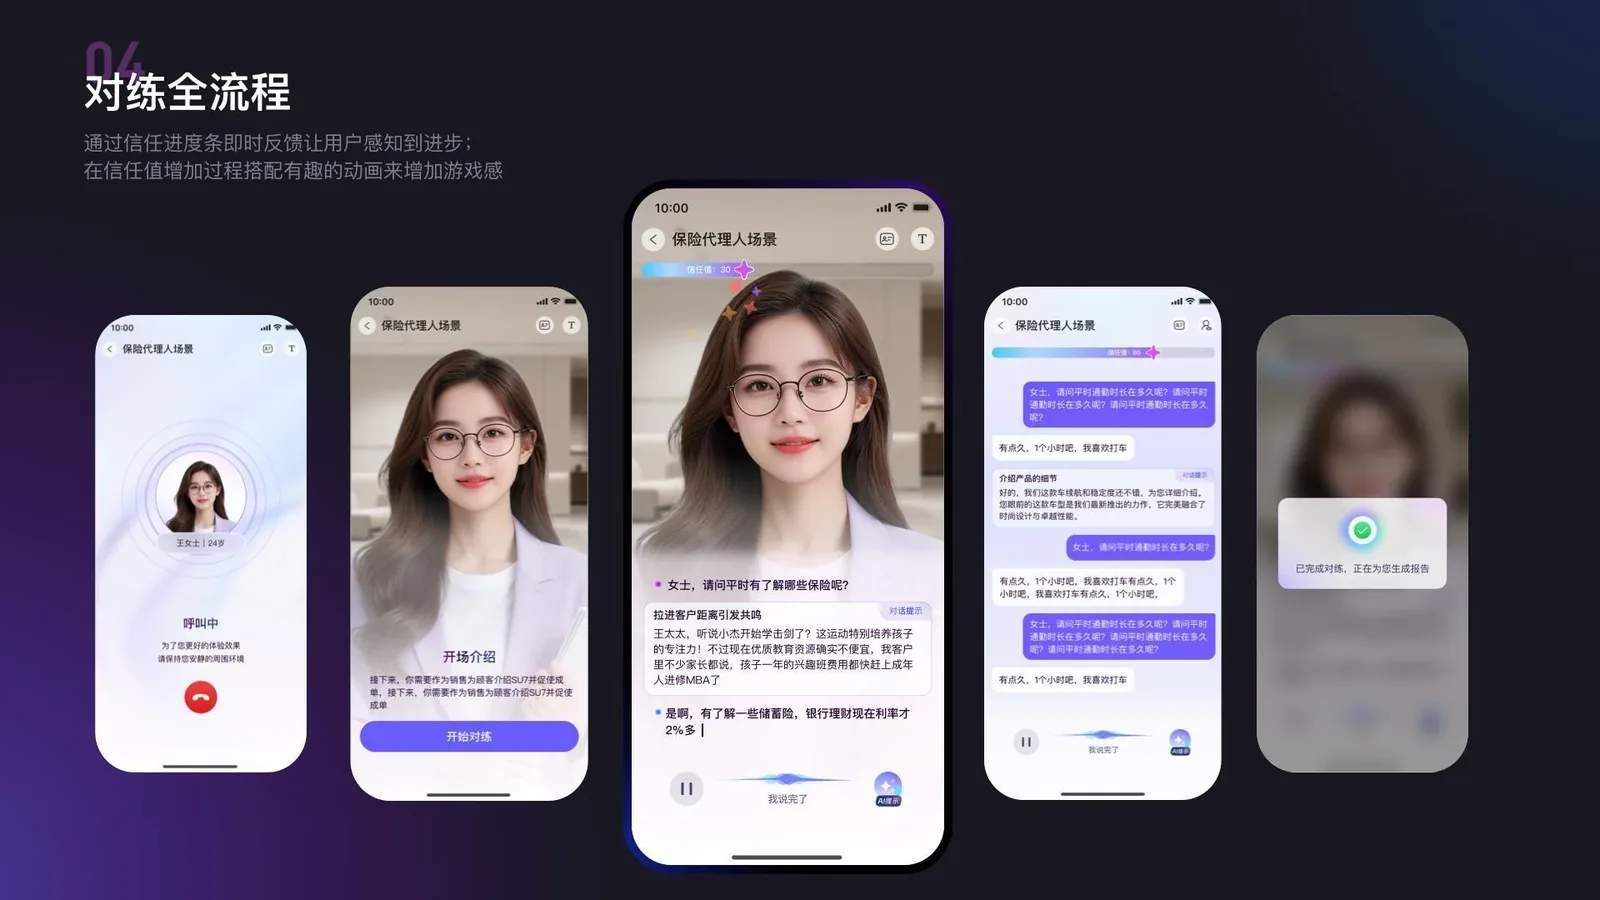 04
对练全流程
通过信任进度条即时反馈让用户感知到进步；
在信任值增加过程搭配有趣的动画来增加游戏感
10:00
保险代理人场景
T
王女士 | 24岁
呼叫中
为了您更好的体验效果
请保持您安静的周围环境
10:00
保险代理人场景
T
开场介绍
接下来，你需要作为销售为顾客介绍SU7并促使成
单，接下来，你需要作为销售为顾客介绍SU7并促使
成单
开始对练
10:00
保险代理人场景
T
信任值：30
女士，请问平时有了解哪些保险呢？
拉进客户距离引发共鸣
对话提示
王太太，听说小杰开始学击剑了？这运动特别培养孩子
的专注力！不过现在优质教育资源确实不便宜，我客户
里不少家长都说，孩子一年的兴趣班费用都快赶上成年
人进修MBA了
是啊，有了解一些储蓄险，银行理财现在利率才
2%多
我说完了
AI提示
10:00
保险代理人场景
信任值：85
女士，请问平时通勤时长在多久呢？请问平时
通勤时长在多久呢？请问平时通勤时长在多久
呢？
有点久，1个小时吧，我喜欢打车
介绍产品的细节
对话提示
好的，我们这款车续航和稳定度还不错，为您详细介绍。
您眼前的这款车型是我们最新推出的力作，它完美融合了
时尚设计与卓越性能。
女士，请问平时通勤时长在多久呢？
有点久，1个小时吧，我喜欢打车有点久，1个
小时吧，我喜欢打车有点久，1个小时吧，
女士，请问平时通勤时长在多久呢？请问平时
通勤时长在多久呢？请问平时通勤时长在多久
呢？请问平时通勤时长在多久呢？
有点久，1个小时吧，我喜欢打车
我说完了
AI提示
已完成对练，正在为您生成报告